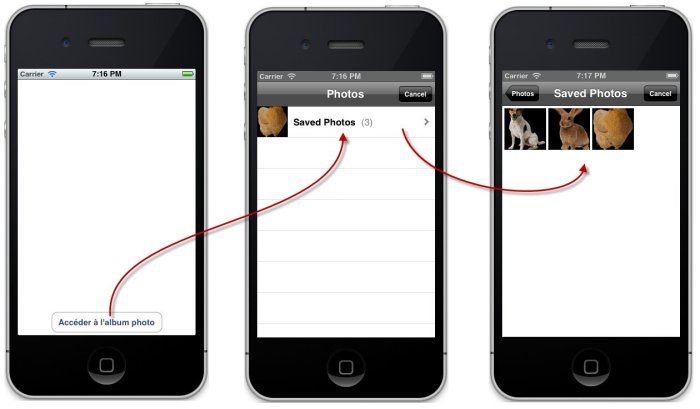 Carrier 7:16 PM
Accéder à l'album photo
Carrier 7:16 PM
Photos Cancel
Saved Photos (3)
Carrier 7:17 PM
Photos Saved Photos Cancel